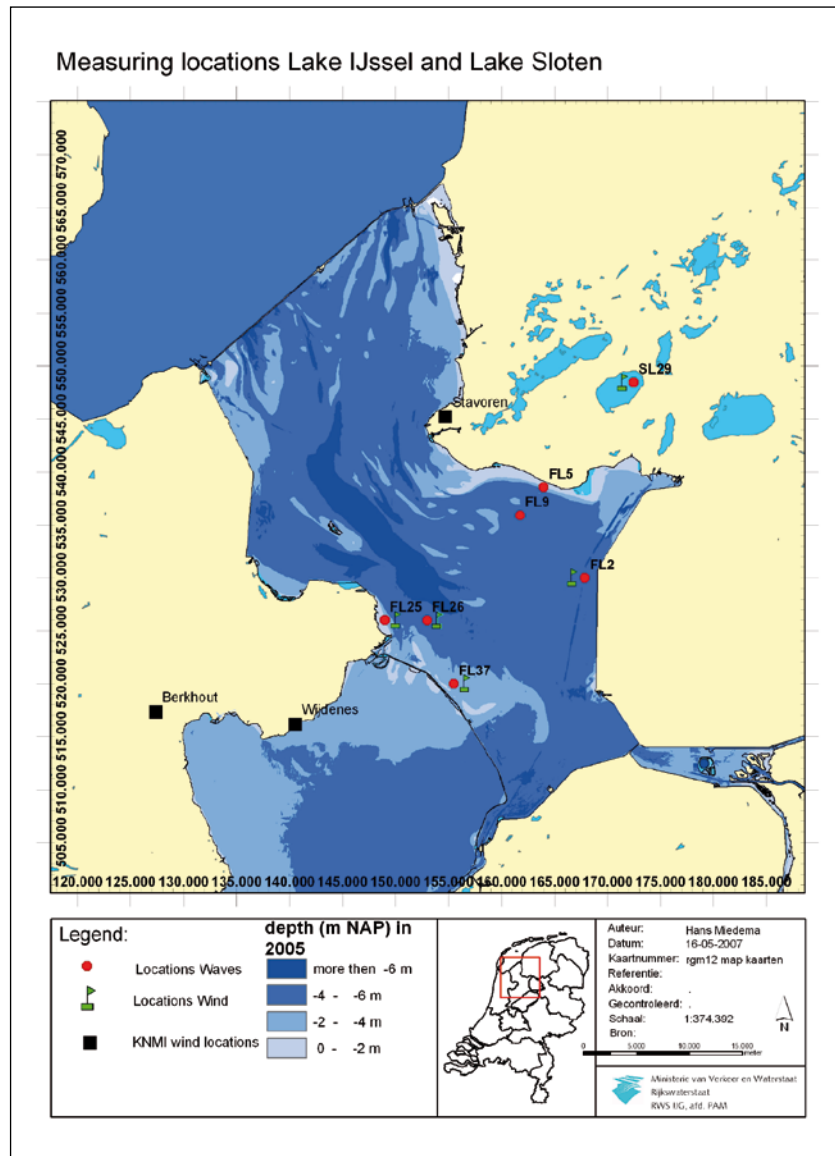 Measuring locations Lake IJssel and Lake Sloten
570.000
565.000
560.000
555.000
550.000
545.000
540.000
535.000
530.000
525.000
520.000
515.000
510.000
505.000
SL29
Stavoren
FL5
FL9
FL2
FL25
FL26
FL37
Berkhout
Wijdenes
120.000 125.000 130.000 135.000 140.000 145.000 150.000 155.000 160.000 165.000 170.000 175.000 180.000 185.000
Legend:
Locations Waves
Locations Wind
KNMI wind locations
depth (m NAP) in
2005
more then -6 m
-4 - -6 m
-2 - -4 m
0 - -2 m
Auteur: Hans Miedema
Datum: 16-05-2007
Kaartnummer: rgm12 map kaarten
Referentie:
Akkoord: .
Gecontroleerd: .
Schaal: 1:374.392
Bron:
N
0 5.000 10.000 15.000
meter
Ministerie van Verkeer en Waterstaat
Rijkswaterstaat
RWS IJG, afd. PAM